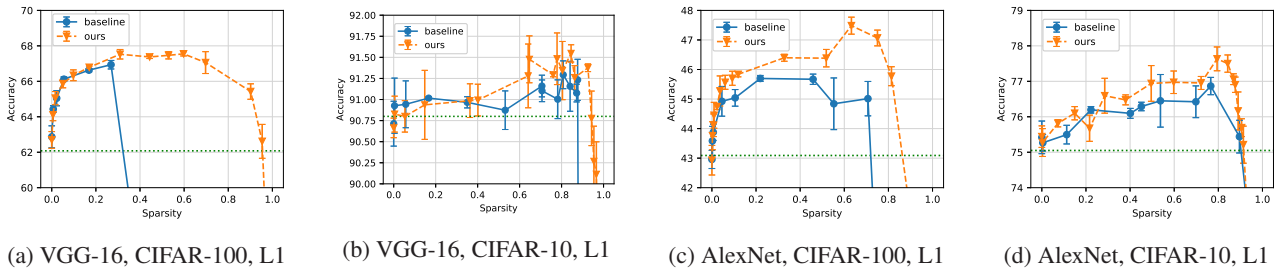 70
68
66
64
62
60
Accuracy
baseline
ours
0.0 0.2 0.4 0.6 0.8 1.0
Sparsity
(a) VGG-16, CIFAR-100, L1
92.00
91.75
91.50
91.25
91.00
90.75
90.50
90.25
90.00
Accuracy
baseline
ours
0.0 0.2 0.4 0.6 0.8 1.0
Sparsity
(b) VGG-16, CIFAR-10, L1
48
47
46
45
44
43
42
Accuracy
baseline
ours
0.0 0.2 0.4 0.6 0.8 1.0
Sparsity
(c) AlexNet, CIFAR-100, L1
79
78
77
76
75
74
Accuracy
baseline
ours
0.0 0.2 0.4 0.6 0.8 1.0
Sparsity
(d) AlexNet, CIFAR-10, L1